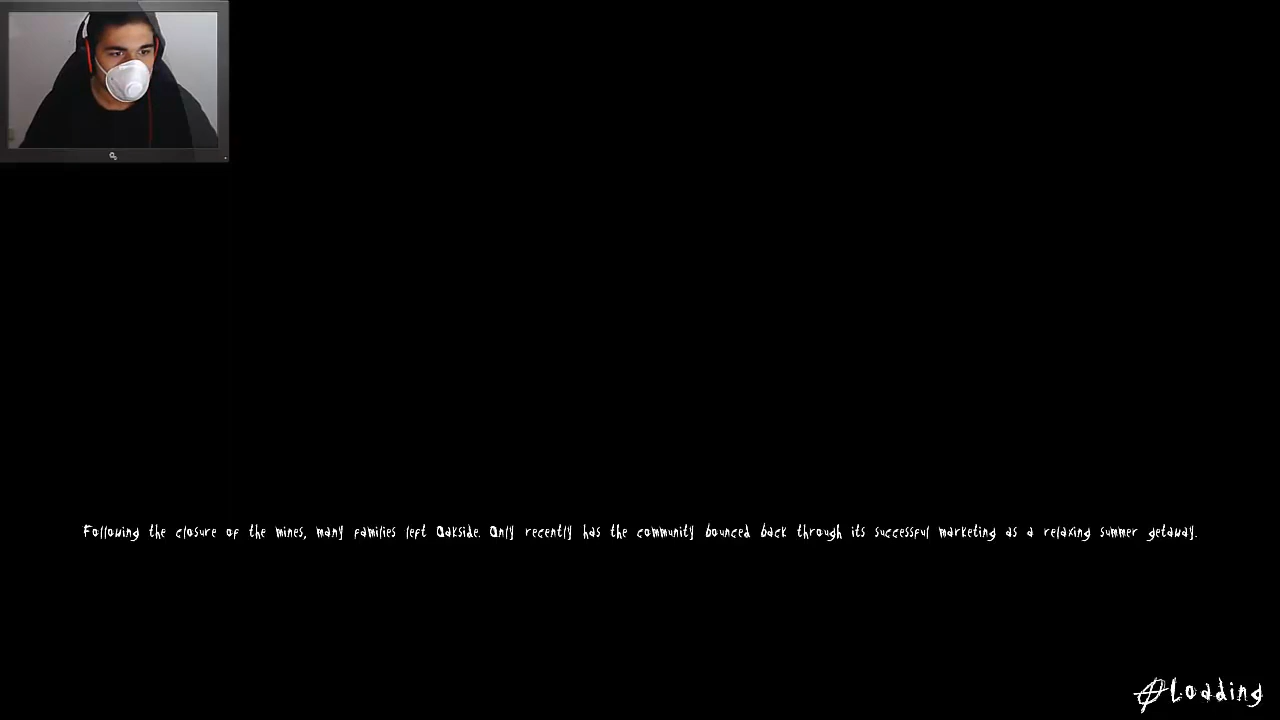 Following the closure of the mines, many families left Oakside. Only recently has the community bounced back through its successful marketing as a relaxing summer getaway.
Loading